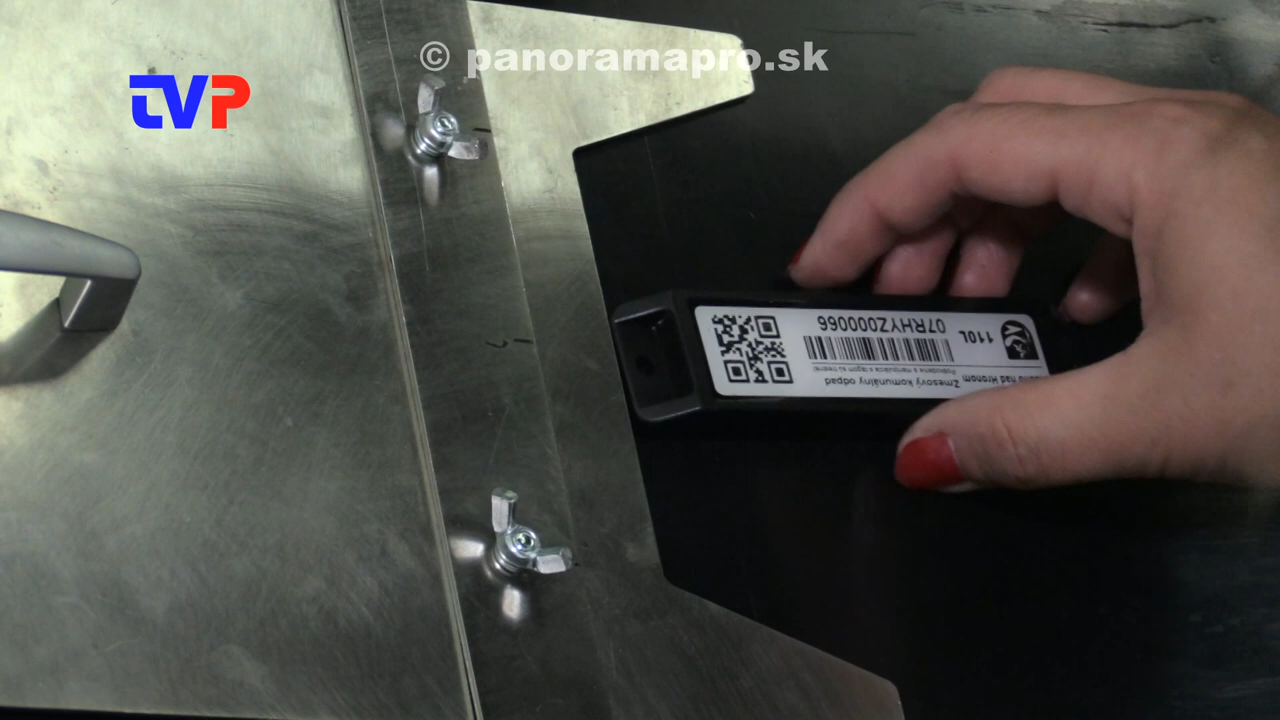 © panoramapro.sk
TVP
nad Hronom
Zmesový komunálny odpad
110L
07RHYZ000066